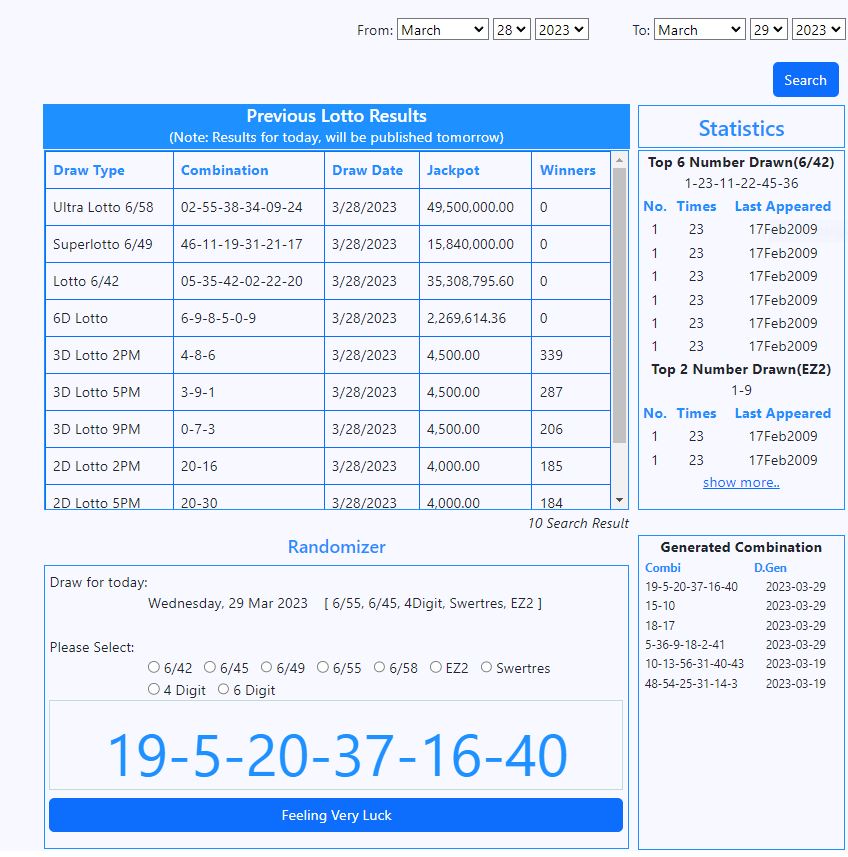 From: March 28 2023 To: March 29 2023
Search
Previous Lotto Results
(Note: Results for today, will be published tomorrow)
Draw Type Combination Draw Date Jackpot Winners
Ultra Lotto 6/58 02-55-38-34-09-24 3/28/2023 49,500,000.00 0
Superlotto 6/49 46-11-19-31-21-17 3/28/2023 15,840,000.00 0
Lotto 6/42 05-35-42-02-22-20 3/28/2023 35,308,795.60 0
6D Lotto 6-9-8-5-0-9 3/28/2023 2,269,614.36 0
3D Lotto 2PM 4-8-6 3/28/2023 4,500.00 339
3D Lotto 5PM 3-9-1 3/28/2023 4,500.00 287
3D Lotto 9PM 0-7-3 3/28/2023 4,500.00 206
2D Lotto 2PM 20-16 3/28/2023 4,000.00 185
2D Lotto 5PM 20-30 3/28/2023 4,000.00 184
10 Search Result
Statistics
Top 6 Number Drawn(6/42)
1-23-11-22-45-36
No. Times Last Appeared
1 23 17Feb2009
1 23 17Feb2009
1 23 17Feb2009
1 23 17Feb2009
1 23 17Feb2009
1 23 17Feb2009
Top 2 Number Drawn(EZ2)
1-9
No. Times Last Appeared
1 23 17Feb2009
1 23 17Feb2009
show more..
Randomizer
Draw for today:
Wednesday, 29 Mar 2023 [ 6/55, 6/45, 4Digit, Swertres, EZ2 ]
Please Select:
6/42 6/45 6/49 6/55 6/58 EZ2 Swertres
4 Digit 6 Digit
19-5-20-37-16-40
Feeling Very Luck
Generated Combination
Combi D.Gen
19-5-20-37-16-40 2023-03-29
15-10 2023-03-29
18-17 2023-03-29
5-36-9-18-2-41 2023-03-29
10-13-56-31-40-43 2023-03-19
48-54-25-31-14-3 2023-03-19